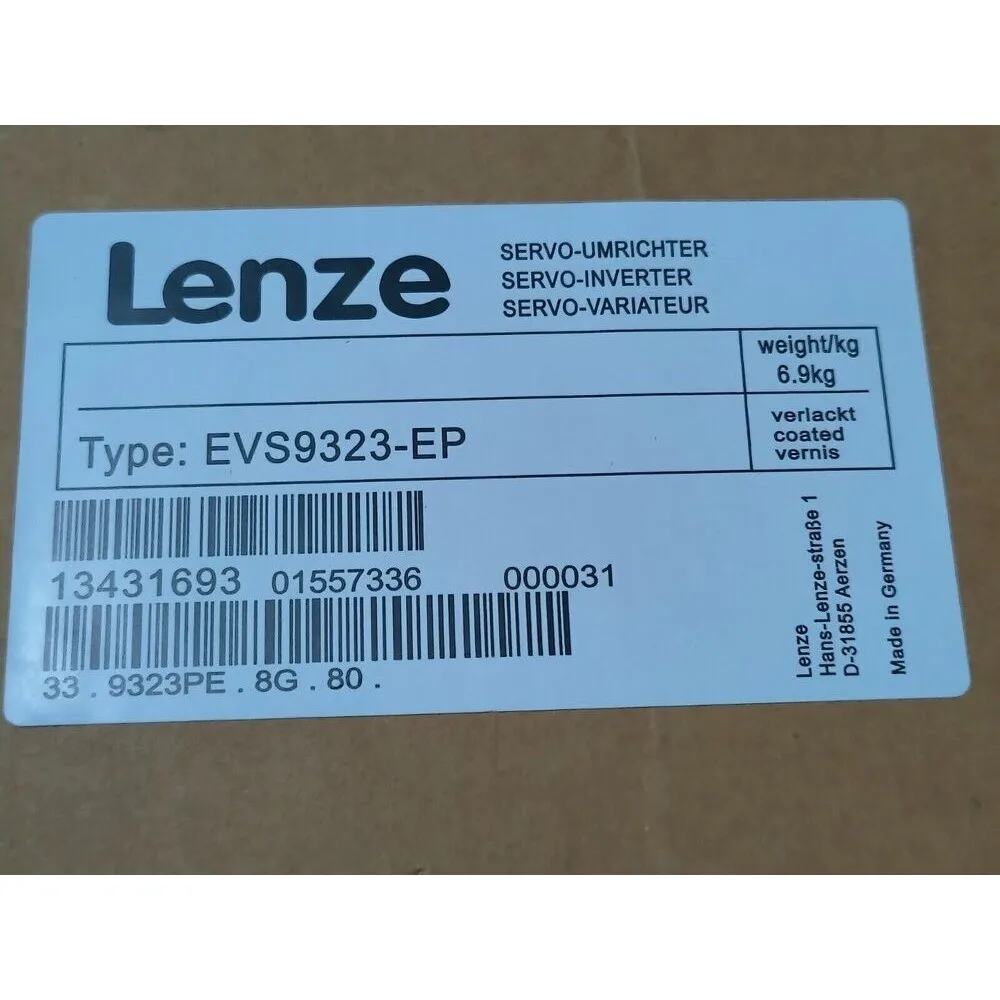 Lenze
SERVO-UMRICHTER
SERVO-INVERTER
SERVO-VARIATEUR
weight/kg
6.9kg
Type: EVS9323-EP
verlackt
coated
vernis
13431693 01557336 000031
33 . 9323PE . 8G . 80 .
Lenze
Hans-Lenze-straße 1
D-31855 Aerzen
Made in Germany